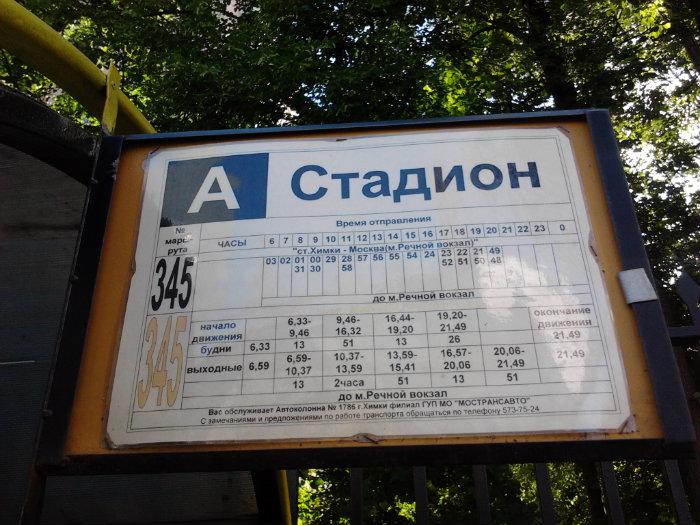 А Стадион
№ маршрута
Время отправления
ЧАСЫ 6 7 8 9 10 11 12 13 14 15 16 17 18 19 20 21 22 23 0
"ст.Химки - Москва(м.Речной вокзал)"
345 03 02 01 00 29 28 57 56 55 54 24 23 22 21 49
31 30 58 52 51 50 48
до м.Речной вокзал
345 начало движения 6,33-9,46 9,46-16,32 16,44-19,20 19,20-21,49 окончание движения
будни 6,33 13 51 13 26 21,49
выходные 6,59 6,59-10,37 10,37-13,59 13,59-15,41 16,57-20,06 20,06-21,49 21,49
13 2часа 51 13 51
до м.Речной вокзал
Вас обслуживает Автоколонна № 1786 г.Химки филиал ГУП МО "МОСТРАНСАВТО"
С замечаниями и предложениями по работе транспорта обращаться по телефону 573-75-24